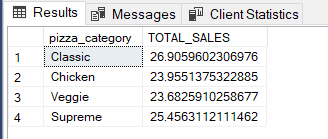 Results Messages Client Statistics
pizza_category TOTAL_SALES
1 Classic 26.9059602306976
2 Chicken 23.9551375322885
3 Veggie 23.6825910258677
4 Supreme 25.4563112111462